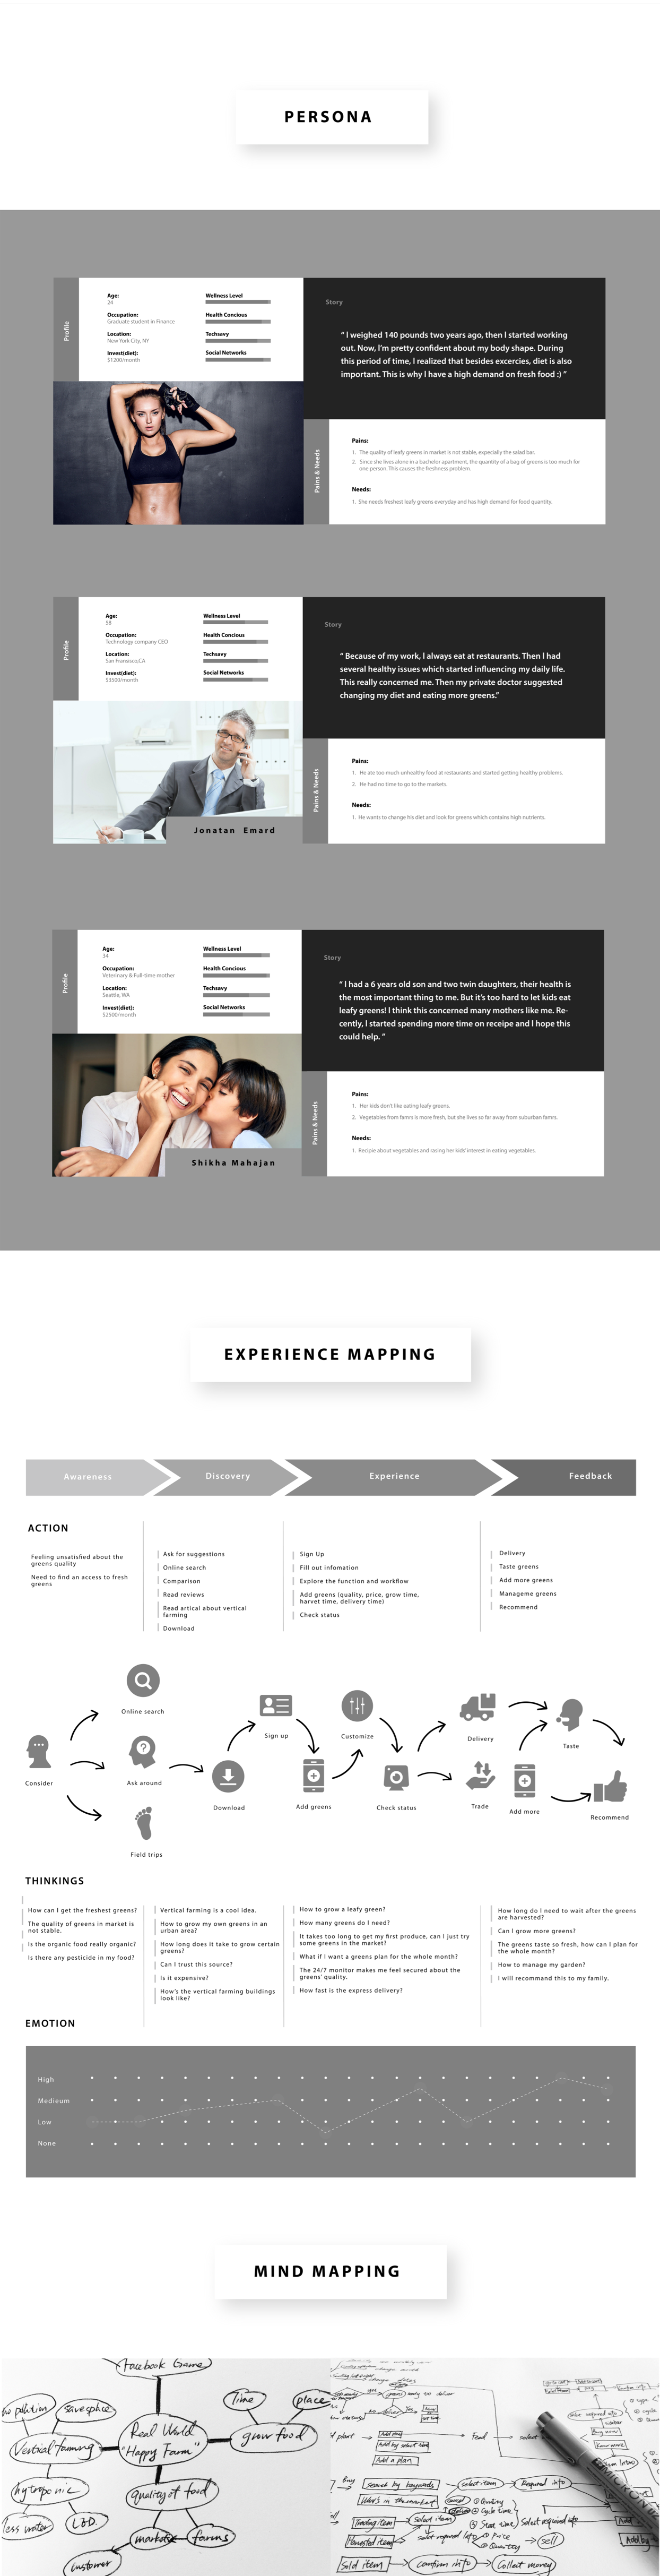 PERSONA
Profile
Age:
24
Occupation:
Graduate student in Finance
Location:
New York City, NY
Invest(diet):
$1200/month
Wellness Level
Health Concious
Techsavy
Social Networks
Story
“ I weighed 140 pounds two years ago, then I started working
out. Now, I’m pretty confident about my body shape. During
this period of time, I realized that besides excercies, diet is also
important. This is why I have a high demand on fresh food :) ”
Pains & Needs
Pains:
1. The quality of leafy greens in market is not stable, especially the salad bar.
2. Since she lives alone in a bachelor apartment, the quantity of a bag of greens is too much for
one person. This causes the freshness problem.
Needs:
1. She needs freshest leafy greens everyday and has high demand for food quantity.
Profile
Age:
58
Occupation:
Technology company CEO
Location:
San Fransisco,CA
Invest(diet):
$3500/month
Wellness Level
Health Concious
Techsavy
Social Networks
Jonatan Emard
Story
“ Because of my work, I always eat at restaurants. Then I had
several healthy issues which started influencing my daily life.
This really concerned me. Then my private doctor suggested
changing my diet and eating more greens.”
Pains & Needs
Pains:
1. He ate too much unhealthy food at restaurants and started getting healthy problems.
2. He had no time to go to the markets.
Needs:
1. He wants to change his diet and look for greens which contains high nutrients.
Profile
Age:
34
Occupation:
Veterinary & Full-time mother
Location:
Seattle, WA
Invest(diet):
$2500/month
Wellness Level
Health Concious
Techsavy
Social Networks
Shikha Mahajan
Story
“ I had a 6 years old son and two twin daughters, their health is
the most important thing to me. But it’s too hard to let kids eat
leafy greens! I think this concerned many mothers like me. Re-
cently, I started spending more time on receipe and I hope this
could help. ”
Pains & Needs
Pains:
1. Her kids don’t like eating leafy greens.
2. Vegetables from famrs is more fresh, but she lives so far away from suburban famrs.
Needs:
1. Recipie about vegetables and rasing her kids’ interest in eating vegetables.
EXPERIENCE MAPPING
Awareness
Discovery
Experience
Feedback
ACTION
Feeling unsatisfied about the
greens quality
Need to find an access to fresh
greens
Ask for suggestions
Online search
Comparison
Read reviews
Read artical about vertical
farming
Download
Sign Up
Fill out infomation
Explore the function and workflow
Add greens (quality, price, grow time,
harvet time, delivery time)
Check status
Delivery
Taste greens
Add more greens
Manageme greens
Recommend
Consider
Online search
Ask around
Field trips
Download
Sign up
Add greens
Customize
Check status
Delivery
Trade
Add more
Taste
Recommend
THINKINGS
How can I get the freshest greens?
The quality of greens in market is
not stable.
Is the organic food really organic?
Is there any pesticide in my food?
Vertical farming is a cool idea.
How to grow my own greens in an
urban area?
How long does it take to grow certain
greens?
Can I trust this source?
Is it expensive?
How’s the vertical farming buildings
look like?
How to grow a leafy green?
How many greens do I need?
It takes too long to get my first produce, can I just try
some greens in the market?
What if I want a greens plan for the whole month?
The 24/7 monitor makes me feel secured about the
greens’ quality.
How fast is the express delivery?
How long do I need to wait after the greens
are harvested?
Can I grow more greens?
The greens taste so fresh, how can I plan for
the whole month?
How to manage my garden?
I will recommand this to my family.
EMOTION
High
Medieum
Low
None
MIND MAPPING
Facebook Game
pollution
save splice
Time
place
Vertical farming
Real World
"Happy Farm"
grow food
hydroponic
quality of food
less water
LED
market
farms
customer
Add by select item
Add a plan
Feed
select
Buy
Search by keywords
select item
Required info
What's in the market
Trading item
select item
Harvested item
select required info
Price
Quantity
sell
Sold item
confirm info
Collect money
Quality
Cycle time
Start time
Select required info